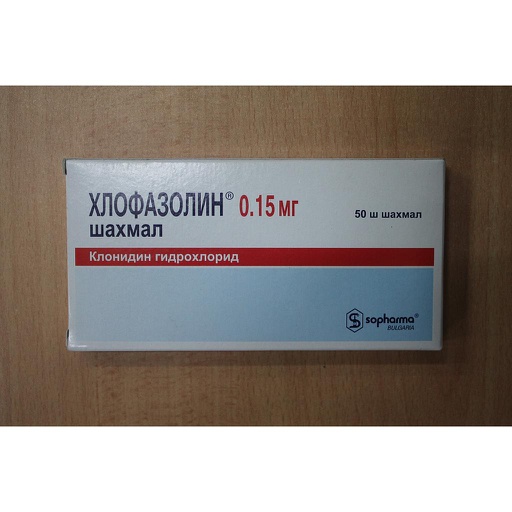 ХЛОФАЗОЛИН® 0.15 мг
шахмал
50 ш шахмал
Клонидин гидрохлорид
sopharma®
BULGARIA